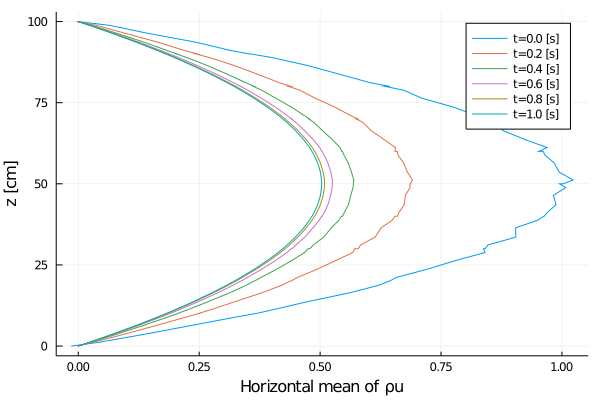 100
75
50
25
0
z [cm]
t=0.0 [s]
t=0.2 [s]
t=0.4 [s]
t=0.6 [s]
t=0.8 [s]
t=1.0 [s]
0.00 0.25 0.50 0.75 1.00
Horizontal mean of ρu